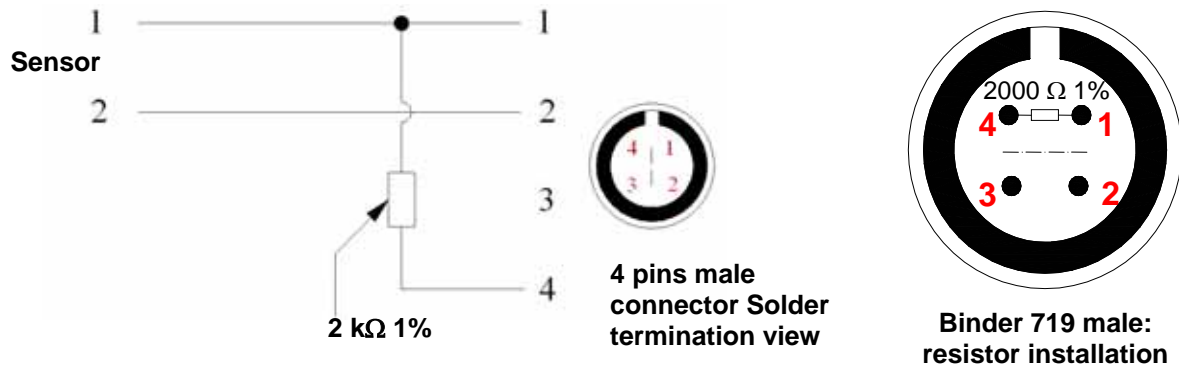 1 1
Sensor
2 2
3
4
2 kΩ 1%
4 1
3 2
4 pins male
connector Solder
termination view
2000 Ω 1%
4 1
3 2
Binder 719 male:
resistor installation